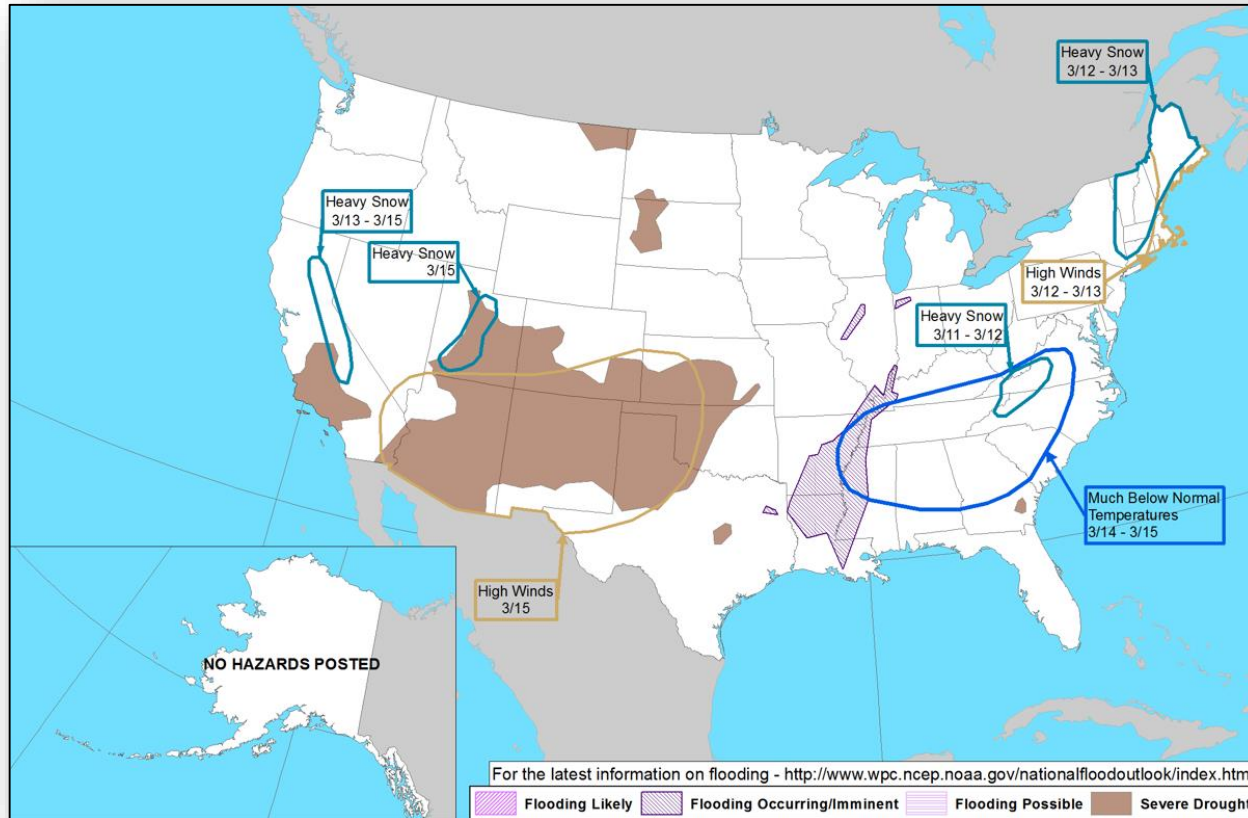 Heavy Snow
3/12 - 3/13
Heavy Snow
3/13 - 3/15
Heavy Snow
3/15
High Winds
3/12 - 3/13
Heavy Snow
3/11 - 3/12
Much Below Normal
Temperatures
3/14 - 3/15
High Winds
3/15
NO HAZARDS POSTED
For the latest information on flooding - http://www.wpc.ncep.noaa.gov/nationalfloodoutlook/index.htm
Flooding Likely
Flooding Occurring/Imminent
Flooding Possible
Severe Drought